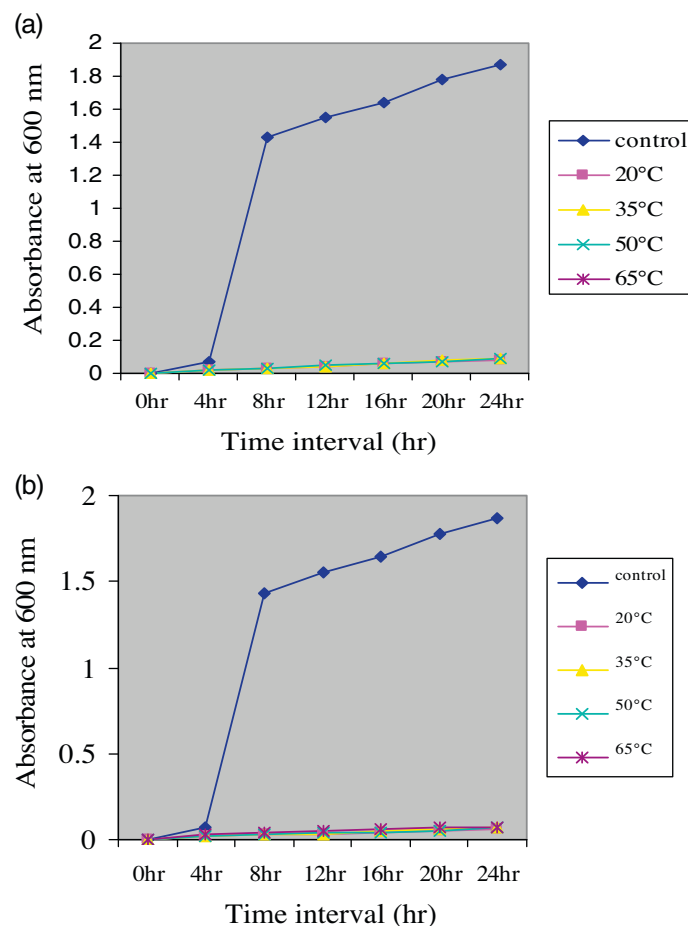 (a)
2
1.8
1.6
1.4
1.2
1
0.8
0.6
0.4
0.2
0
Absorbance at 600 nm
0hr 4hr 8hr 12hr 16hr 20hr 24hr
Time interval (hr)
control
20°C
35°C
50°C
65°C
(b)
2
1.5
1
0.5
0
Absorbance at 600 nm
0hr 4hr 8hr 12hr 16hr 20hr 24hr
Time interval (hr)
control
20°C
35°C
50°C
65°C